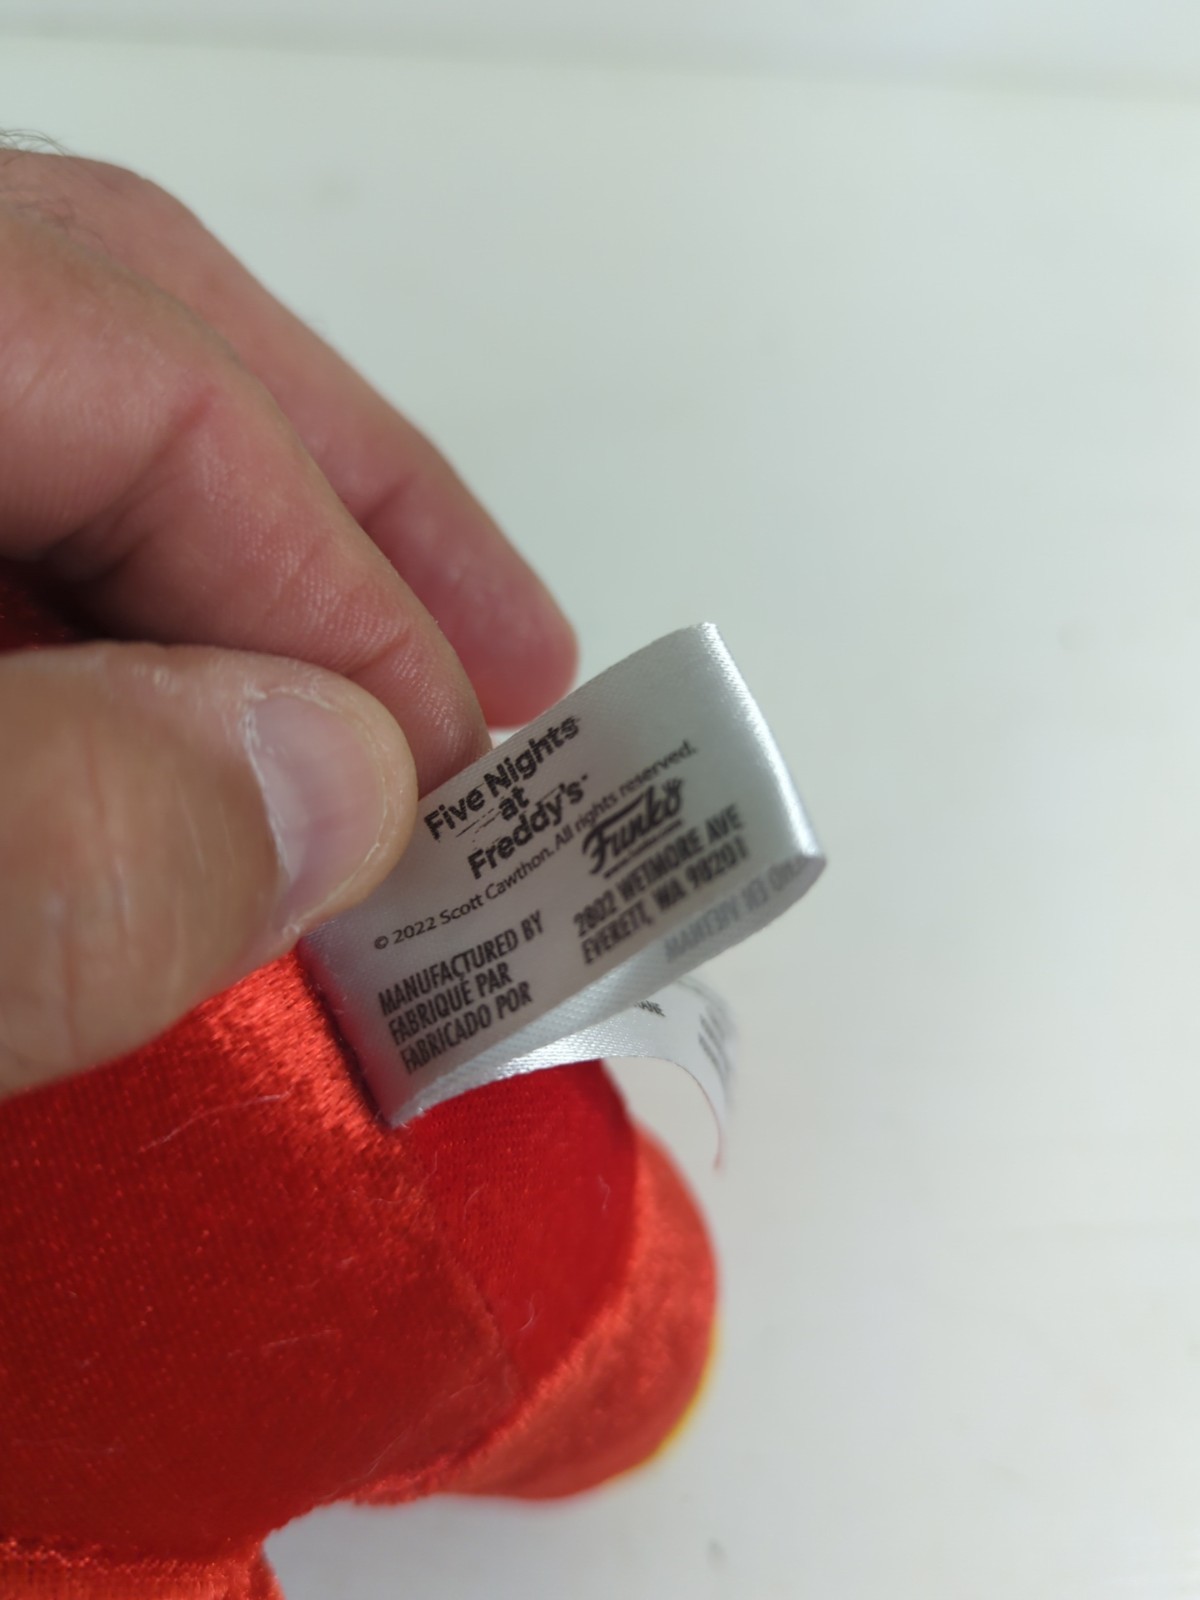 Five Nights
at
Freddy's™
© 2022 Scott Cawthon. All rights reserved.
MANUFACTURED BY
FABRIQUÉ PAR
FABRICADO POR
Funko
2802 WETMORE AVE
EVERETT, WA 98201